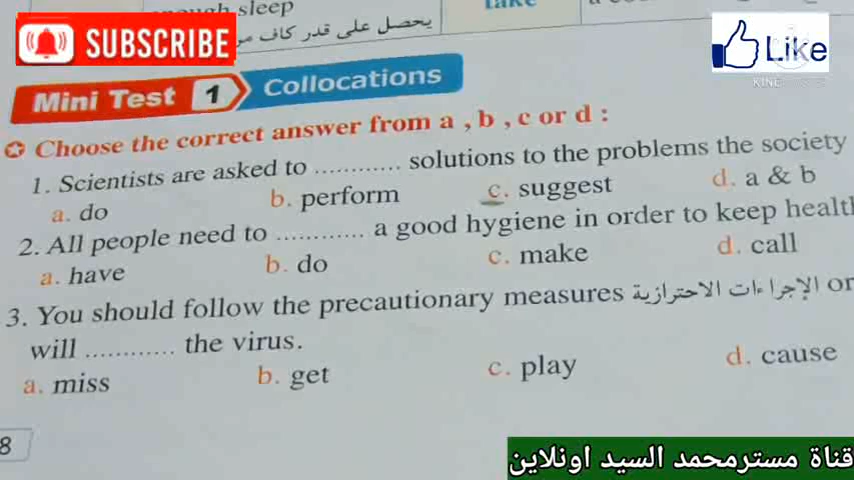 sleep
يحصل على قدر كاف
take
SUBSCRIBE
Like
Mini Test 1 Collocations
Choose the correct answer from a , b , c or d :
1. Scientists are asked to ............ solutions to the problems the society
a. do b. perform c. suggest d. a & b
2. All people need to ............ a good hygiene in order to keep
a. have b. do c. make d. call
3. You should follow the precautionary measures الإجراءات الاحترازية or
will ............ the virus.
a. miss b. get c. play d. cause
8
قناة مسترمحمد السيد اونلاين